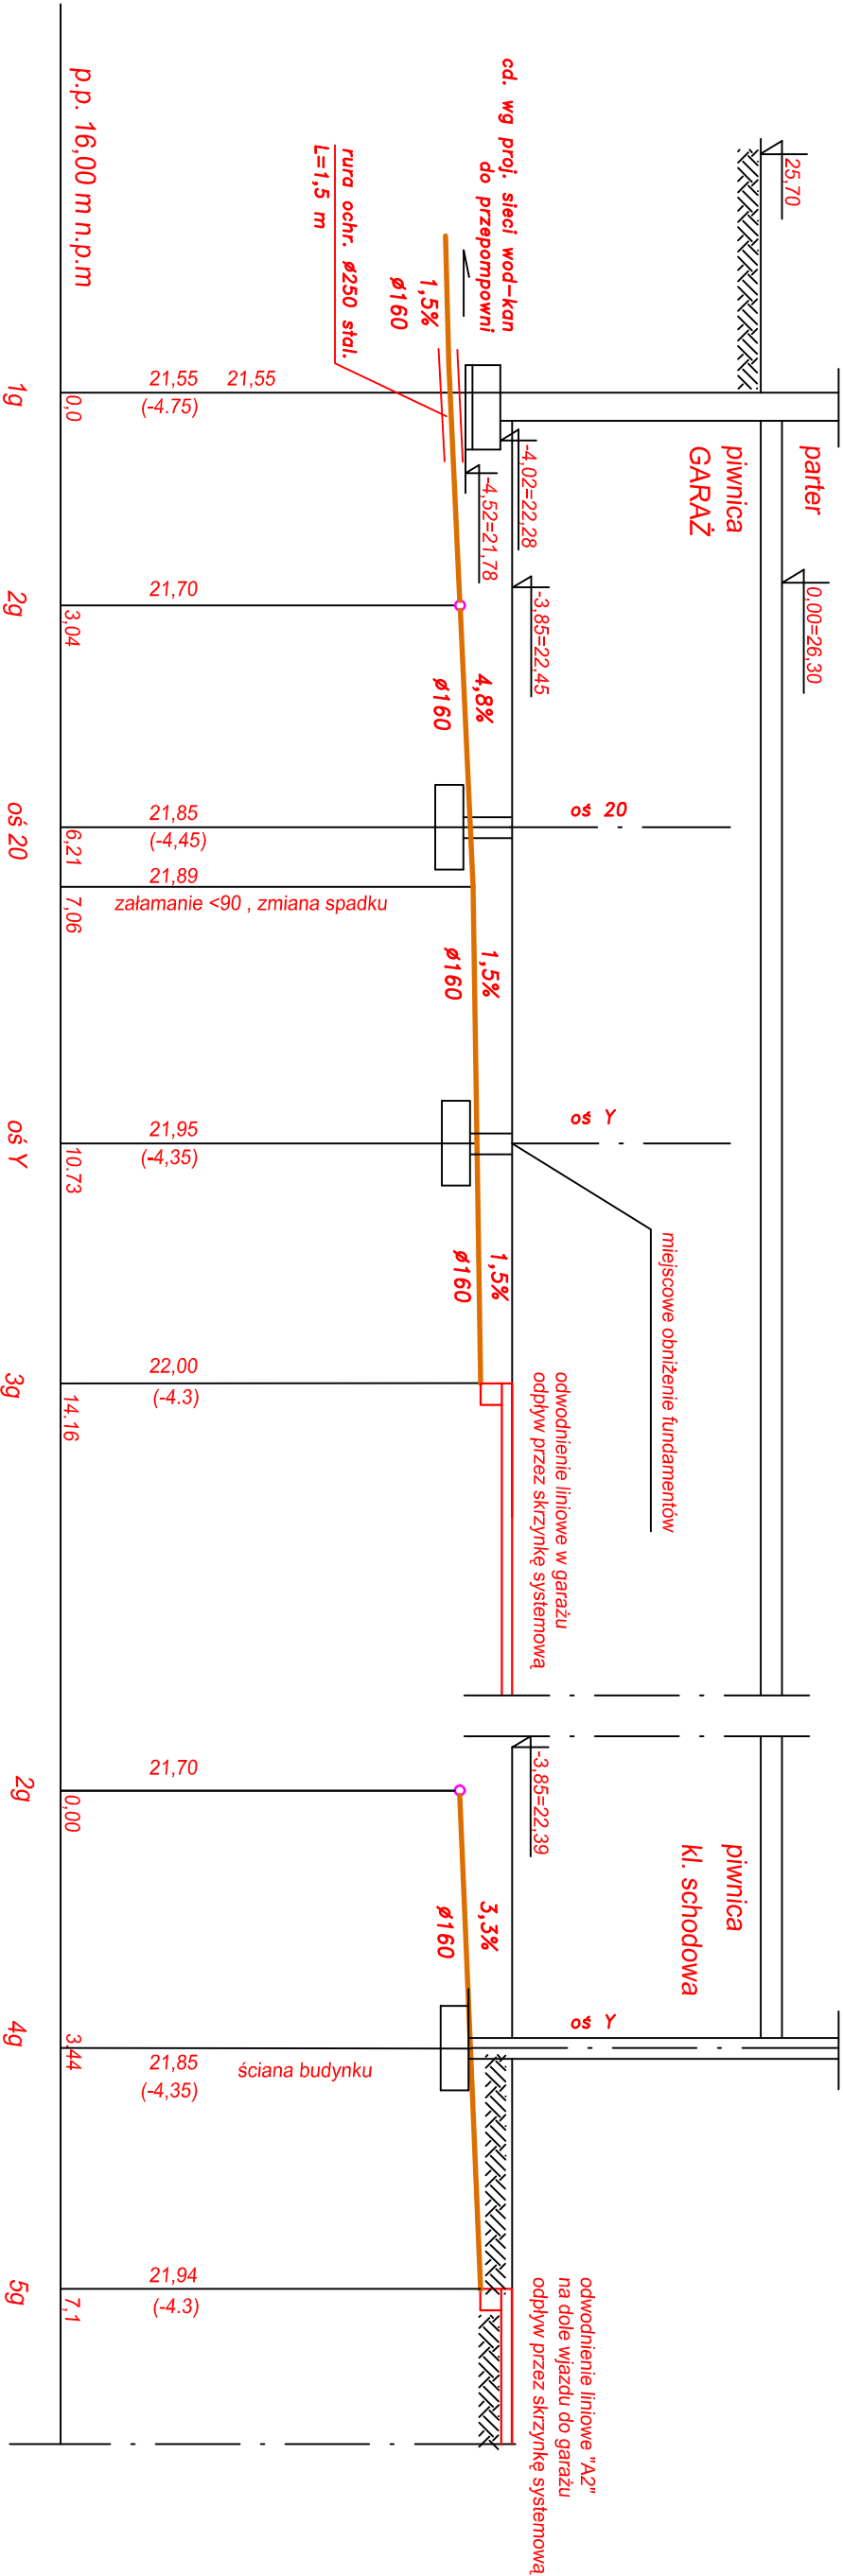 25,70
parter
0,00=26,30
piwnica
GARAŻ
cd. wg proj. sieci wod-kan
do przepompowni
1,5%
ø160
rura ochr. ø250 stal.
L=1,5 m
-4,02=22,28
-4,52=21,78
-3,85=22,45
4,8%
ø160
oś 20
1,5%
ø160
oś Y
miejscowe obniżenie fundamentów
1,5%
ø160
odwodnienie liniowe w garażu
odpływ przez skrzynkę systemową
-3,85=22,39
piwnica
kl. schodowa
3,3%
ø160
oś Y
odwodnienie liniowe "A2"
na dole wjazdu do garażu
odpływ przez skrzynkę systemową
p.p. 16,00 m n.p.m
21,55 21,55
(-4.75)
21,70
21,85
(-4,45)
21,89
załamanie <90 , zmiana spadku
21,95
(-4,35)
22,00
(-4.3)
21,70
21,85
(-4,35)
ściana budynku
21,94
(-4.3)
0,0
3,04
6,21
7,06
10.73
14.16
0,00
3,44
7,1
1g
2g
oś 20
oś Y
3g
2g
4g
5g